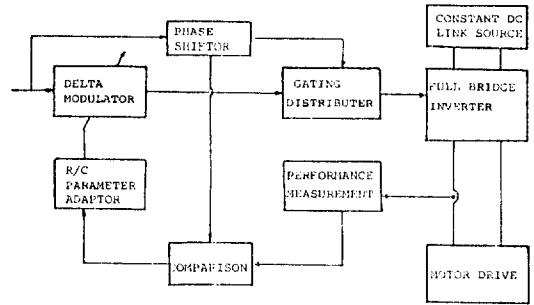 PHASE
SHIFTOR
CONSTANT DC
LINK SOURCE
DELTA
MODULATOR
GATING
DISTRIBUTER
FULL BRIDGE
INVERTER
R/C
PARAMETER
ADAPTOR
PERFORMANCE
MEASUREMENT
COMPARISON
MOTOR DRIVE